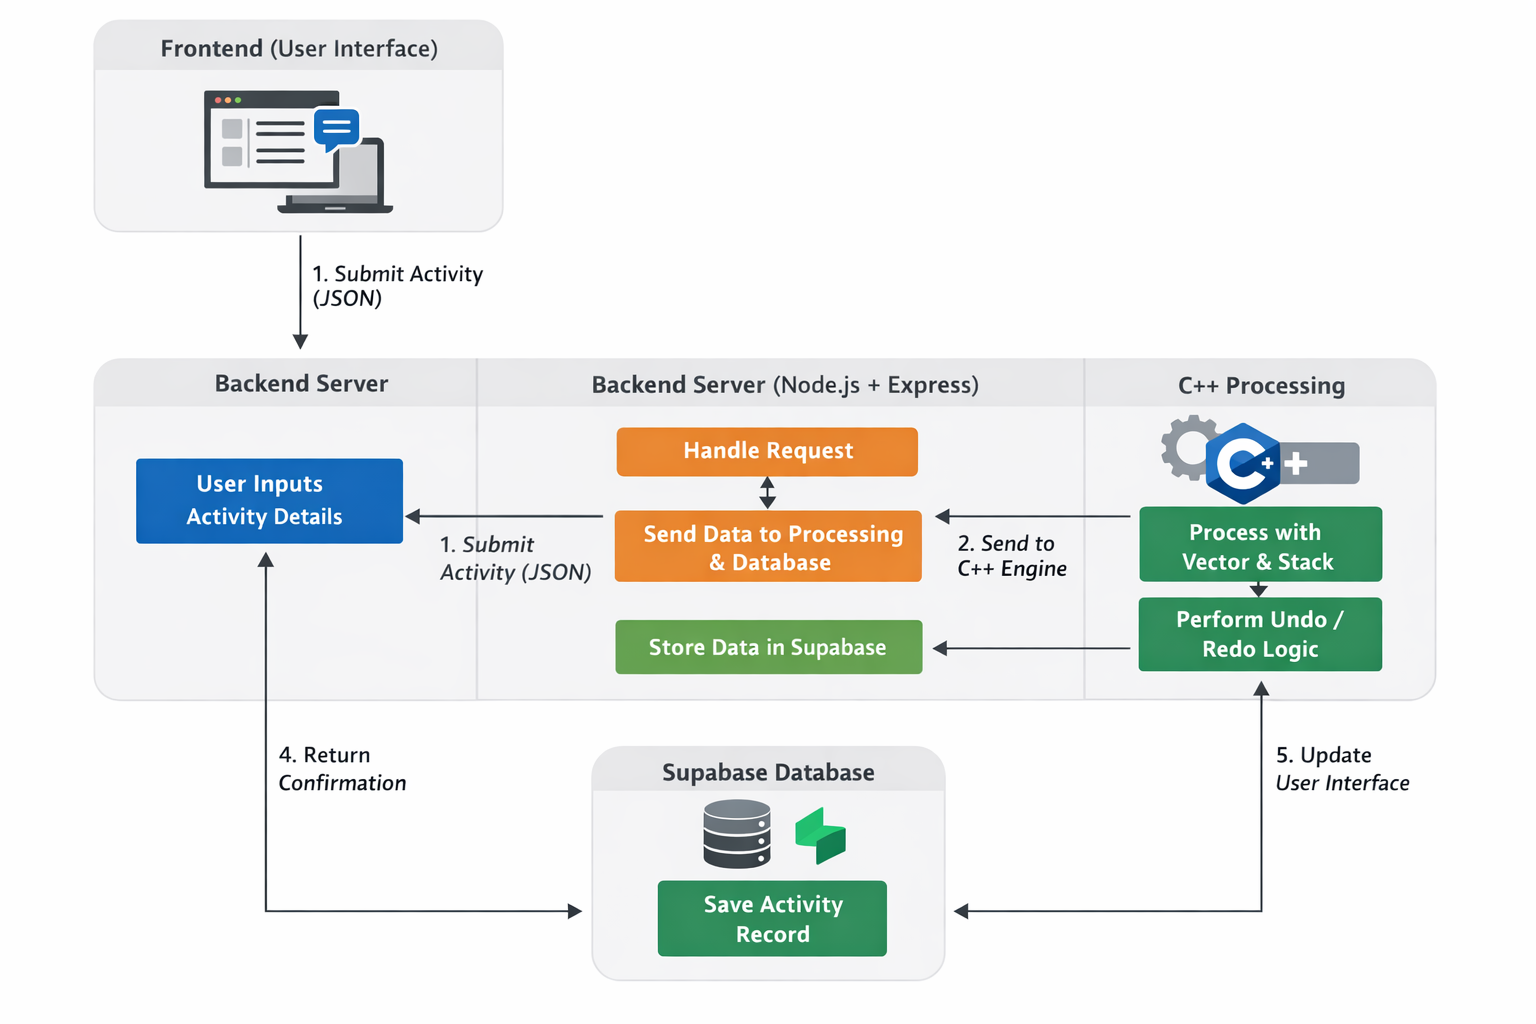 Frontend (User Interface)
1. Submit Activity
(JSON)
Backend Server
Backend Server (Node.js + Express)
C++ Processing
User Inputs
Activity Details
1. Submit
Activity (JSON)
Handle Request
Send Data to Processing
& Database
Store Data in Supabase
2. Send to
C++ Engine
C++
+
Process with
Vector & Stack
Perform Undo /
Redo Logic
4. Return
Confirmation
Supabase Database
Save Activity
Record
5. Update
User Interface